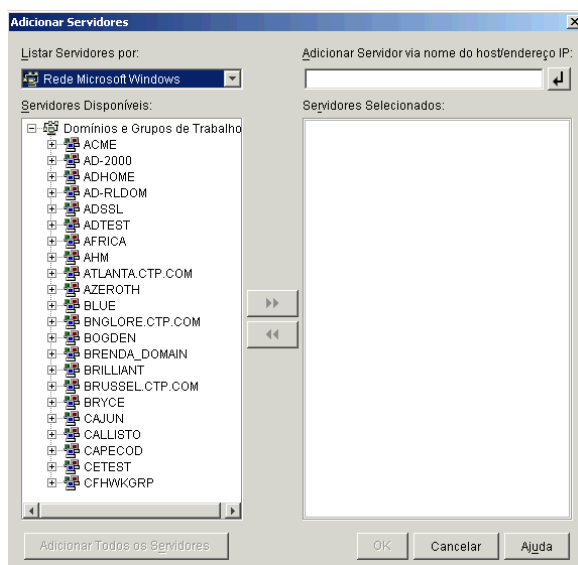 Adicionar Servidores
Listar Servidores por:
Rede Microsoft Windows
Adicionar Servidor via nome do host/endereço IP:
Servidores Disponíveis:
Servidores Selecionados:
Domínios e Grupos de Trabalho
ACME
AD-2000
ADHOME
AD-RLDOM
ADSSL
ADTEST
AFRICA
AHM
ATLANTA.CTP.COM
AZEROTH
BLUE
BNGLORE.CTP.COM
BOGDEN
BRENDA_DOMAIN
BRILLIANT
BRUSSEL.CTP.COM
BRYCE
CAJUN
CALLISTO
CAPECOD
CETEST
CFHWKGRP
Adicionar Todos os Servidores
OK
Cancelar
Ajuda